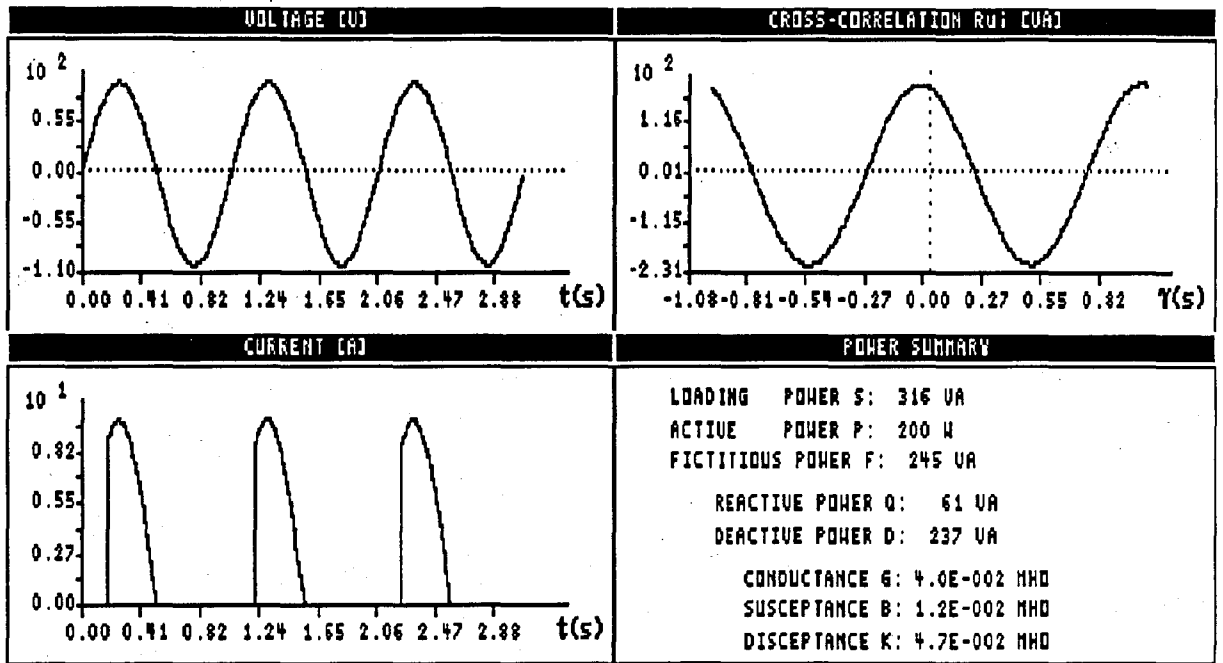 VOLTAGE [V]
10 2
0.55
0.00
-0.55
-1.10
0.00 0.41 0.82 1.24 1.65 2.06 2.47 2.88 t(s)
CROSS-CORRELATION Rui [VA]
10 2
1.16
0.01
-1.15
-2.31
-1.08 -0.81 -0.54 -0.27 0.00 0.27 0.55 0.82 τ(s)
CURRENT [A]
10 1
0.82
0.55
0.27
0.00
0.00 0.41 0.82 1.24 1.65 2.06 2.47 2.88 t(s)
POWER SUMMARY
LOADING POWER S: 316 VA
ACTIVE POWER P: 200 W
FICTITIOUS POWER F: 245 VA
REACTIVE POWER Q: 61 VA
DEACTIVE POWER D: 237 VA
CONDUCTANCE G: 4.0E-002 MHO
SUSCEPTANCE B: 1.2E-002 MHO
DISCEPTANCE K: 4.7E-002 MHO